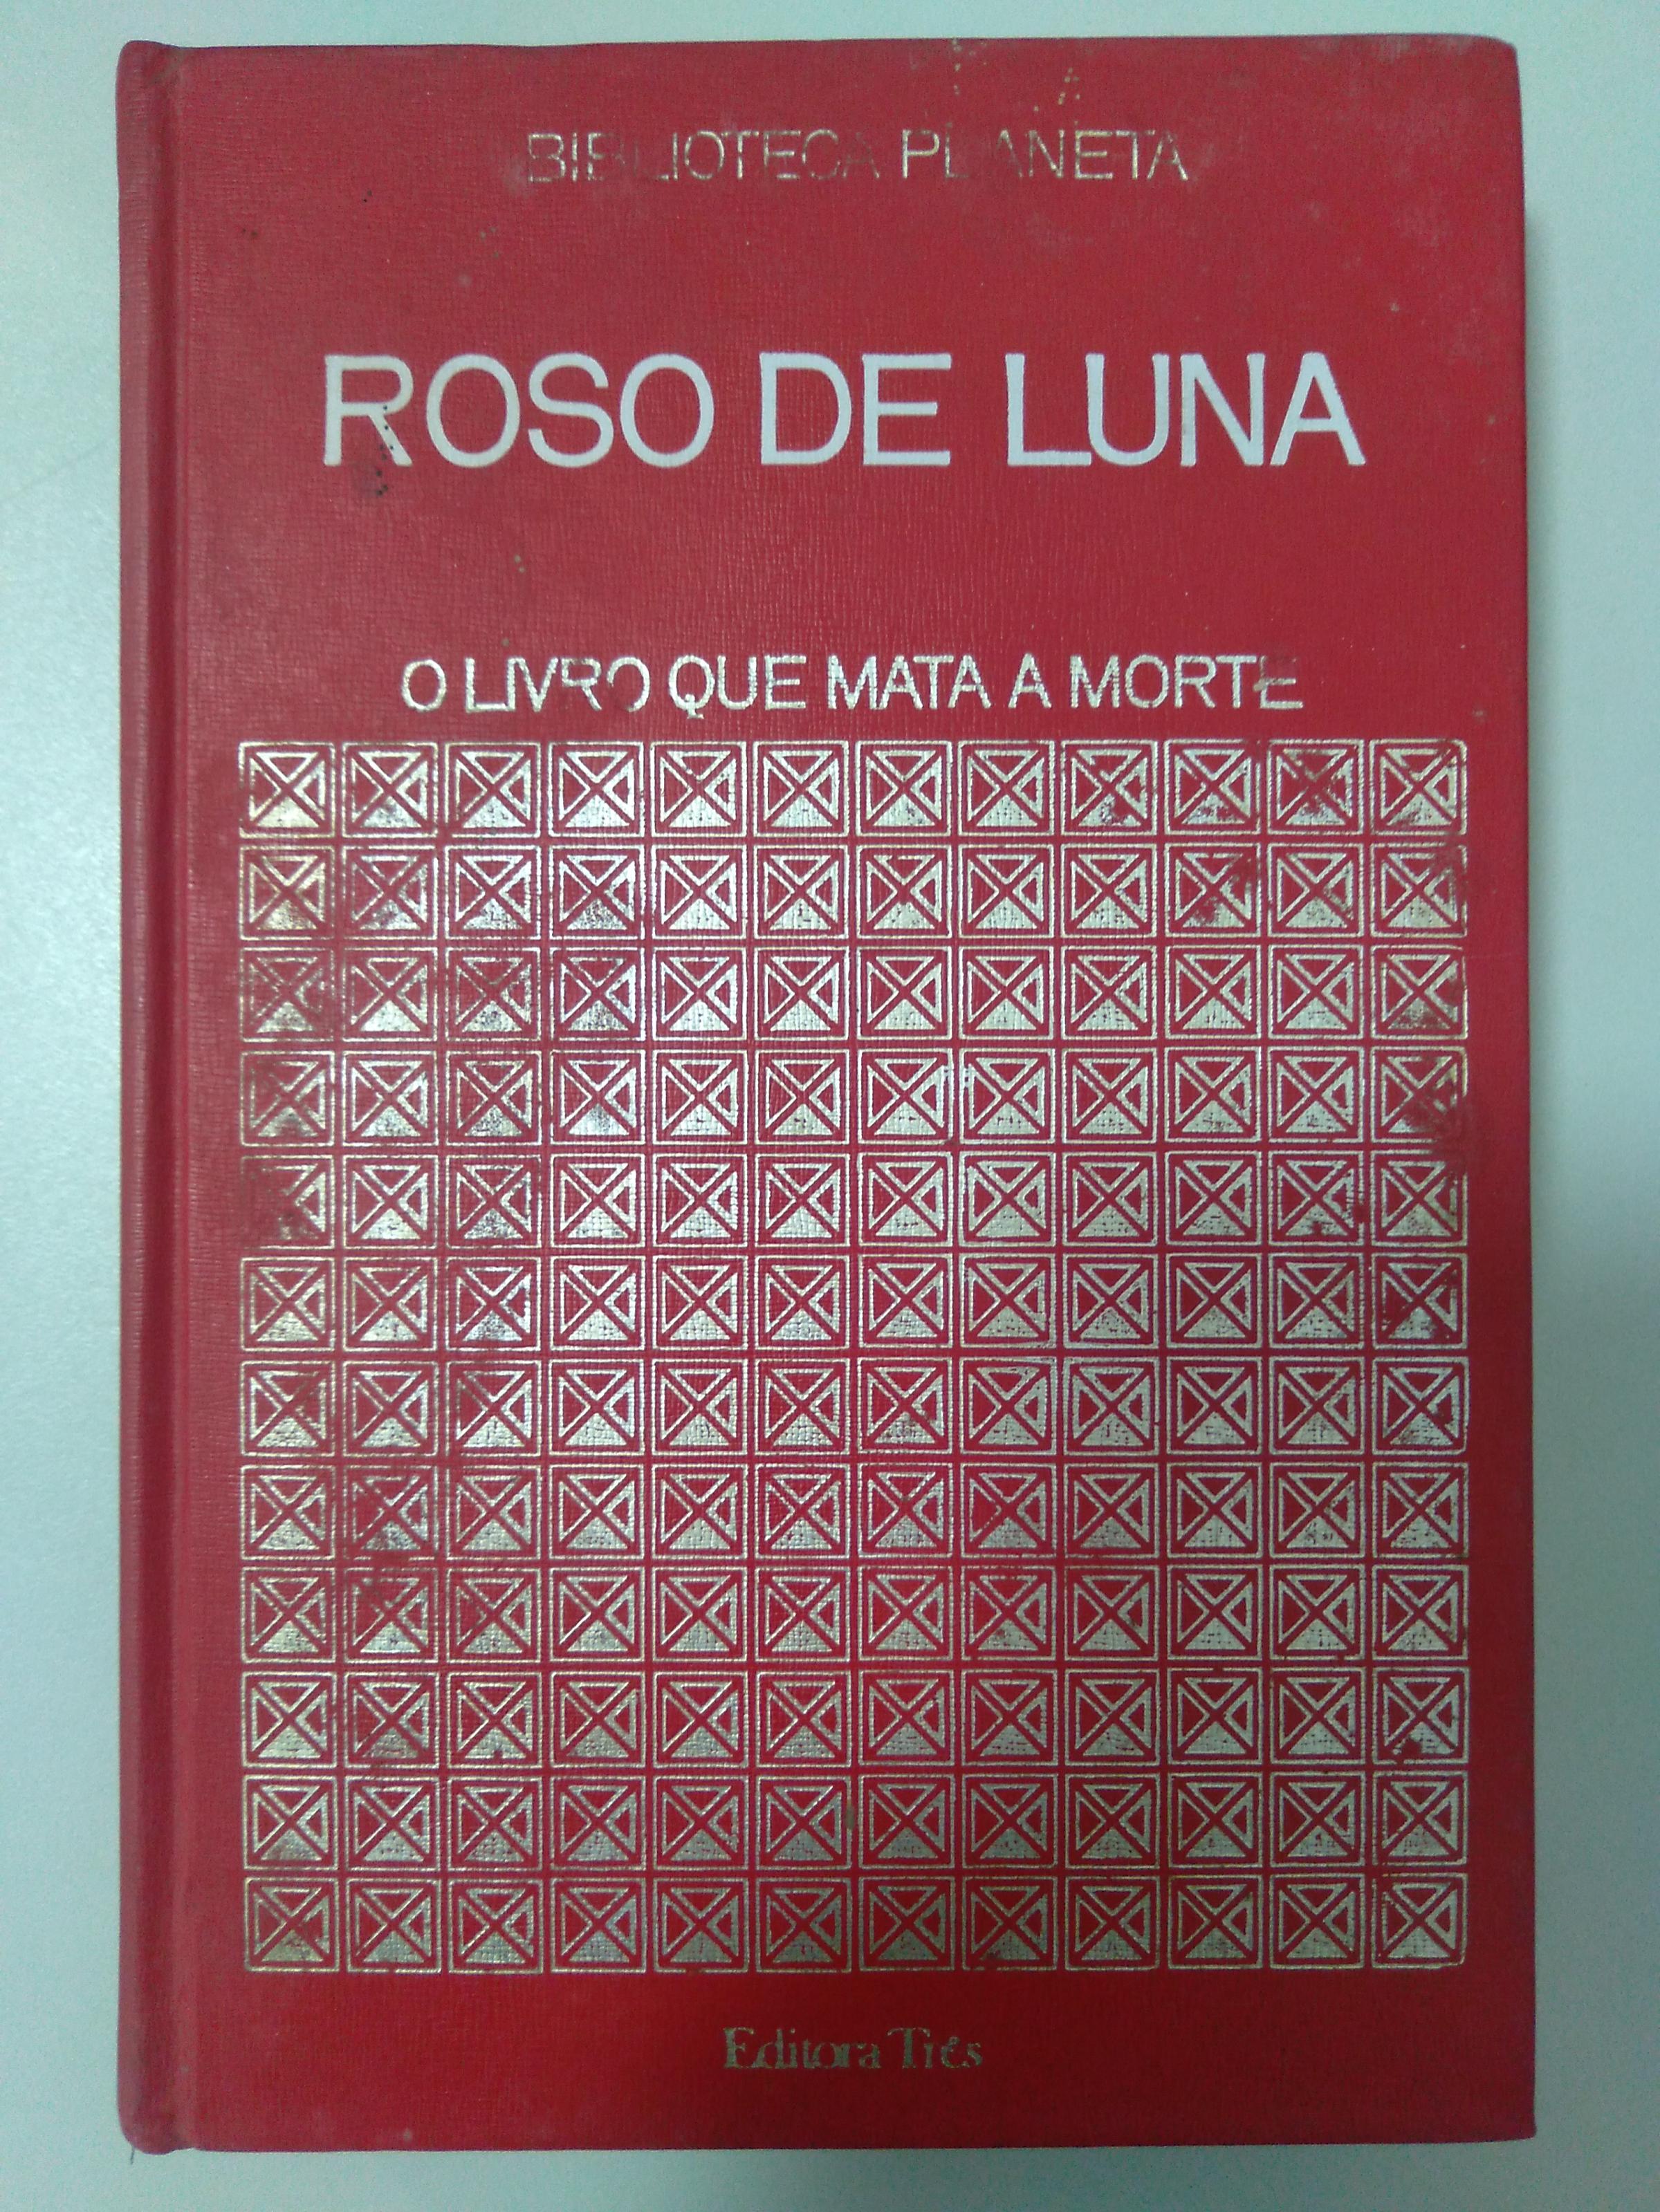 BIBLIOTECA PLANETA
ROSO DE LUNA
O LIVRO QUE MATA A MORTE
Editora Três